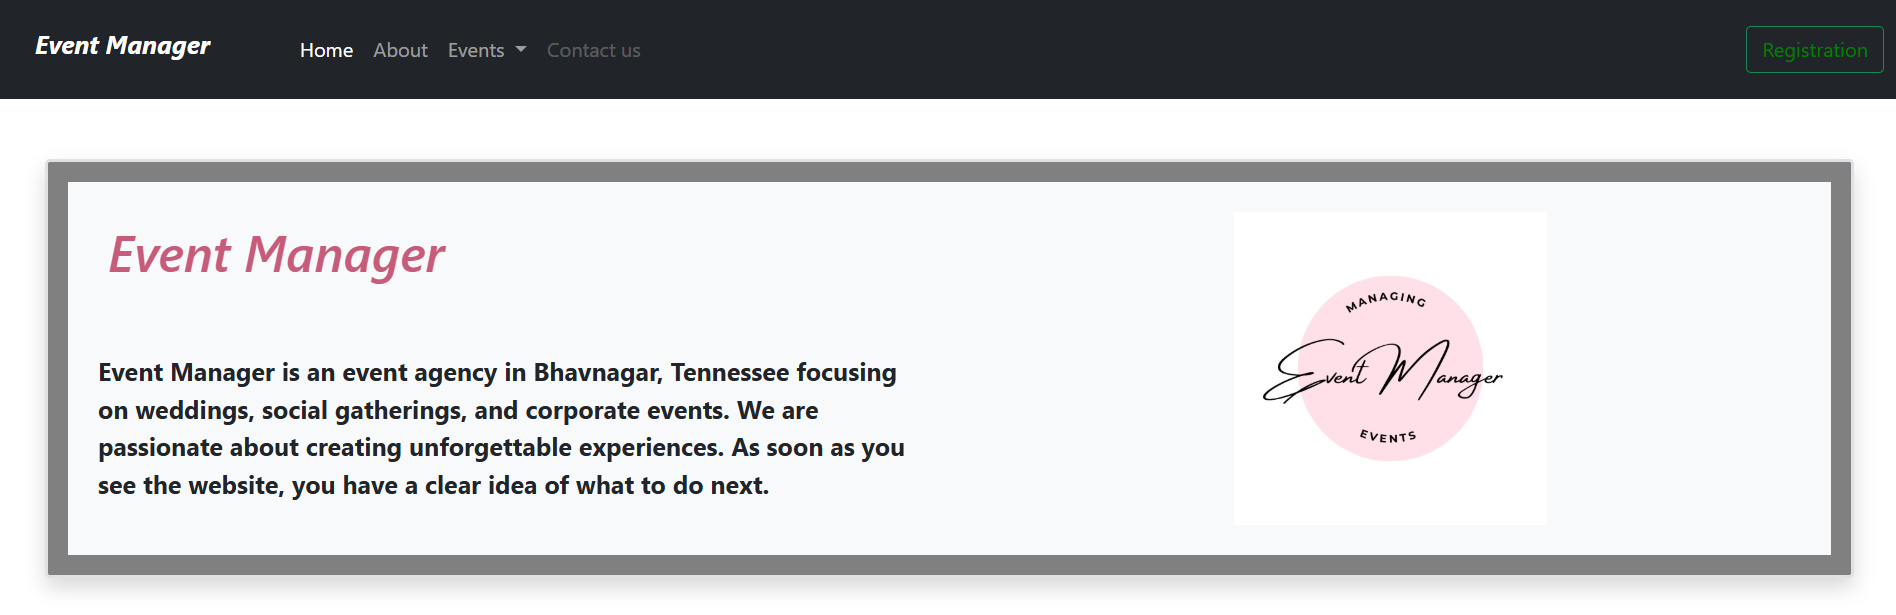 Event Manager
Home About Events Contact us
Registration
Event Manager
Event Manager is an event agency in Bhavnagar, Tennessee focusing
on weddings, social gatherings, and corporate events. We are
passionate about creating unforgettable experiences. As soon as you
see the website, you have a clear idea of what to do next.
MANAGING
Event Manager
EVENTS